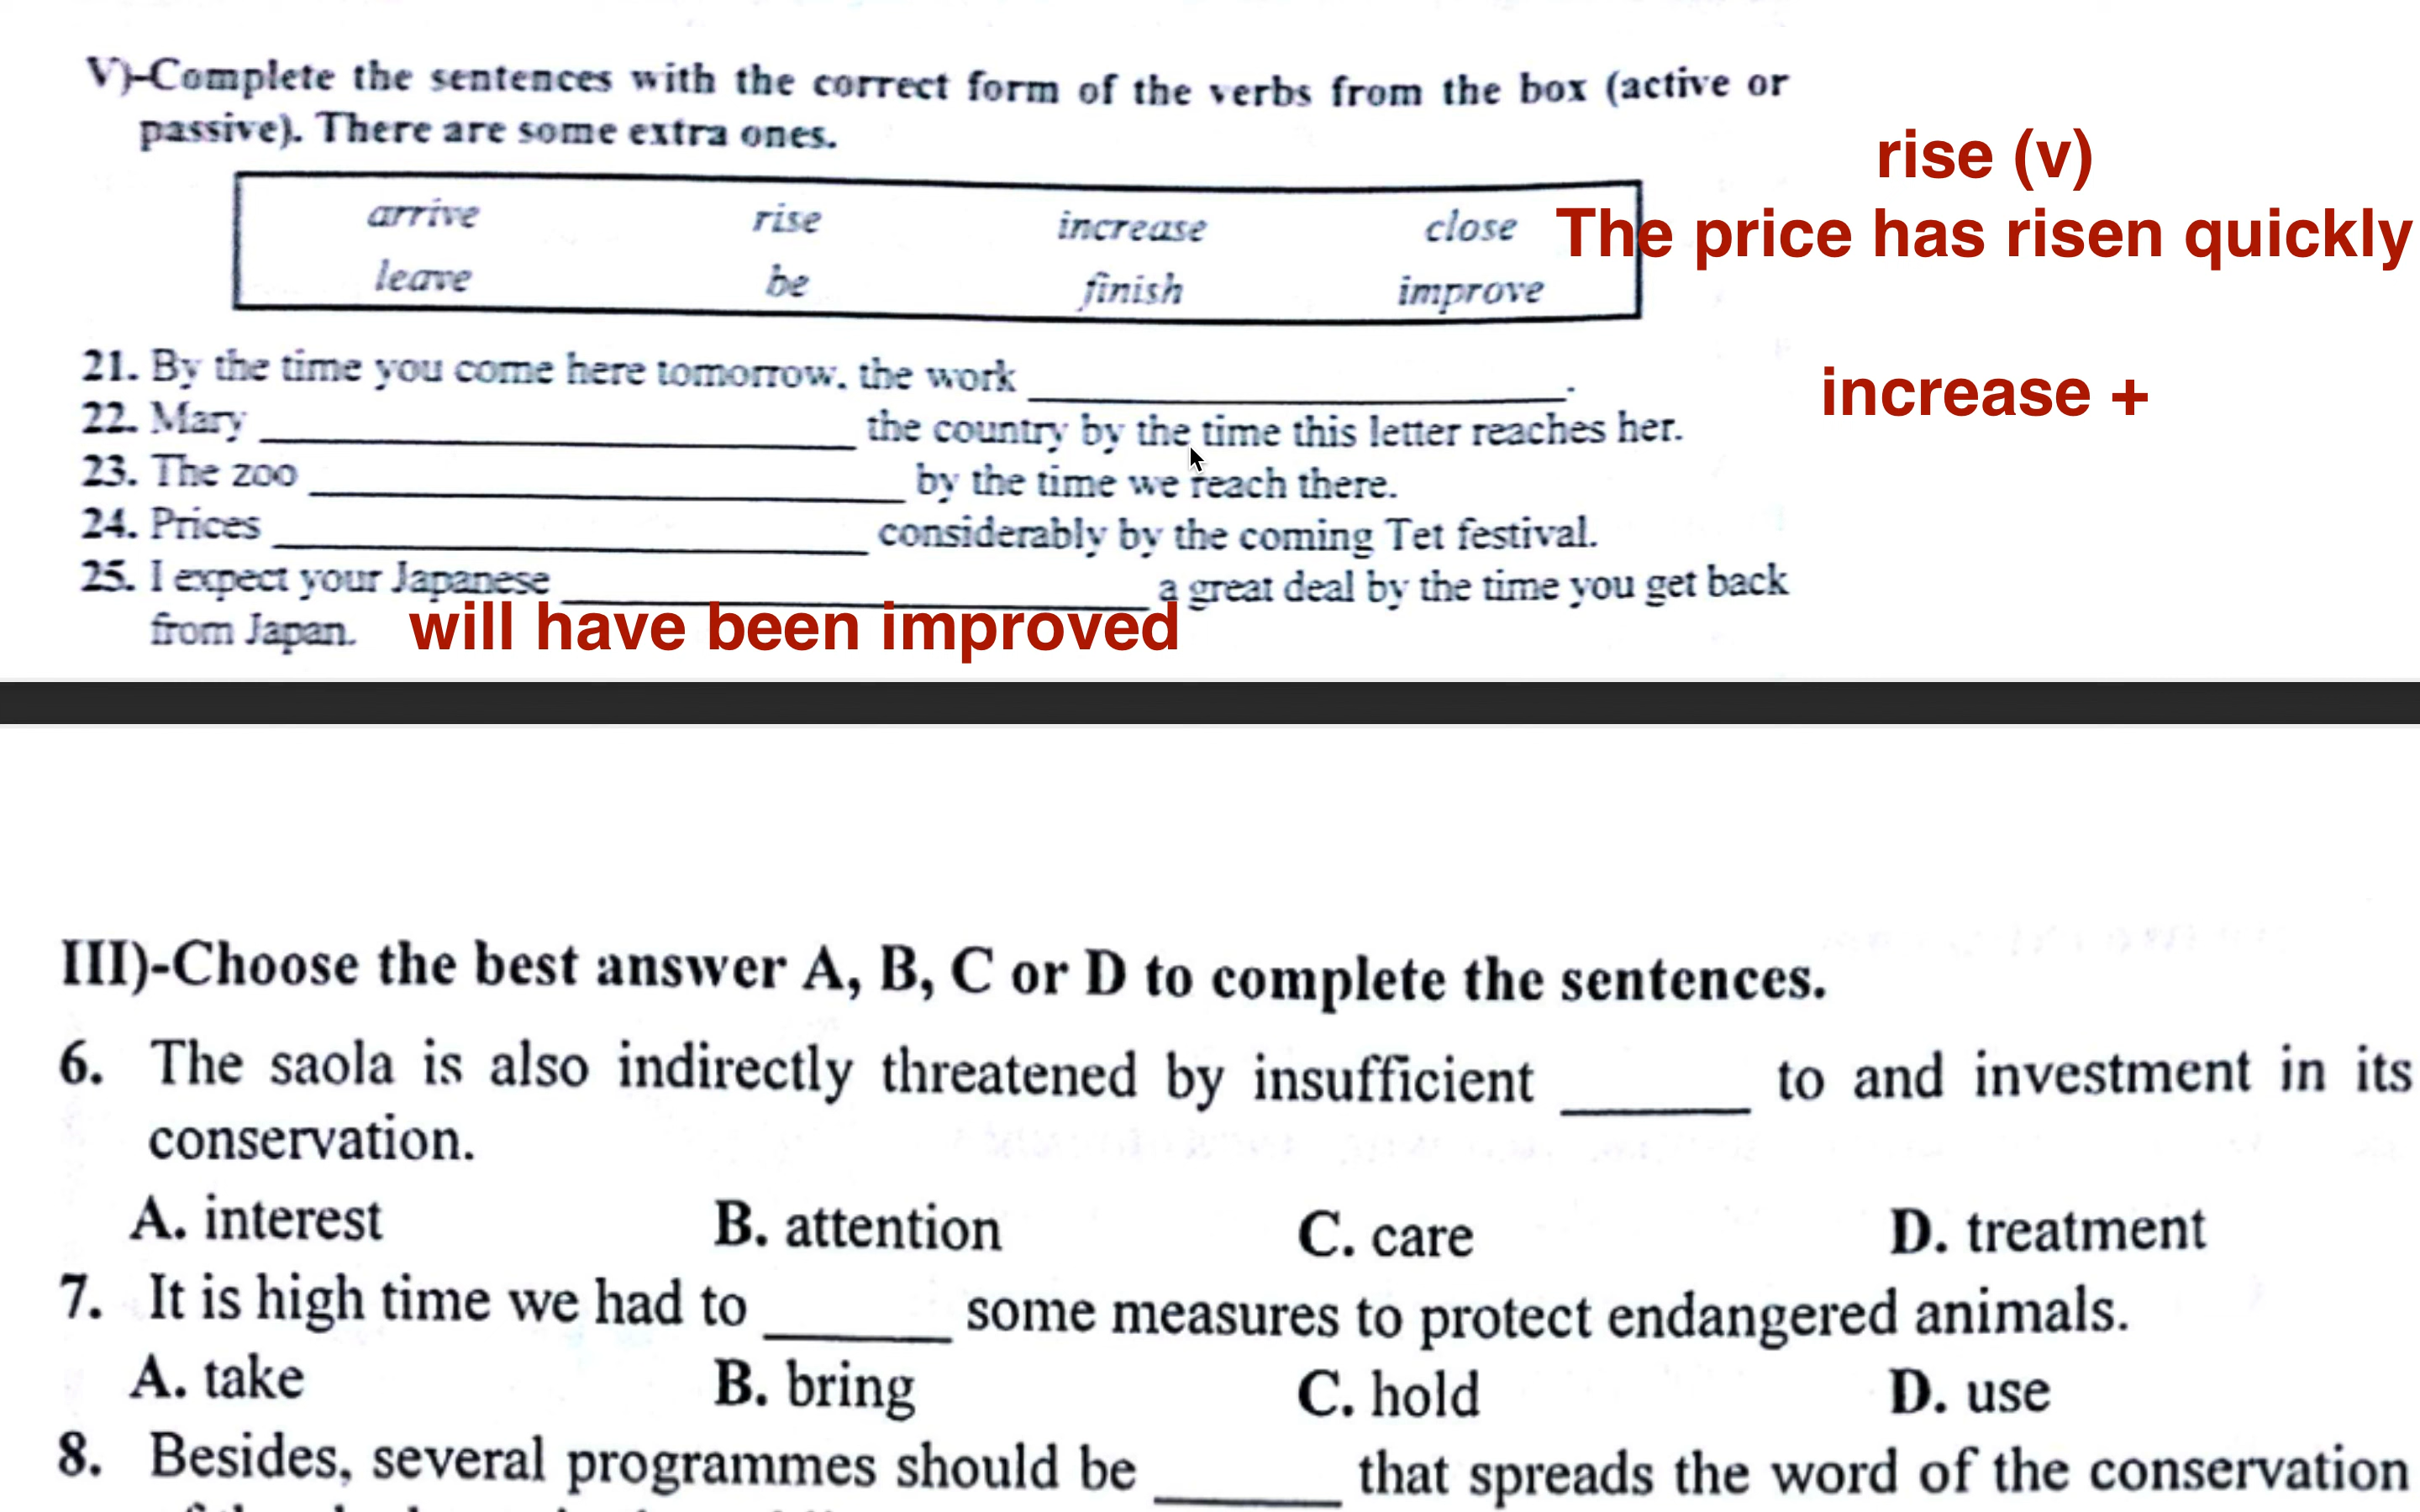 V)-Complete the sentences with the correct form of the verbs from the box (active or
passive). There are some extra ones.
rise (v)
arrive rise increase close
The price has risen quickly
leave be finish improve
21. By the time you come here tomorrow, the work ____________.
increase +
22. Mary ____________ the country by the time this letter reaches her.
23. The zoo ____________ by the time we reach there.
24. Prices ____________ considerably by the coming Tet festival.
25. I expect your Japanese ____________ a great deal by the time you get back
from Japan. will have been improved
III)-Choose the best answer A, B, C or D to complete the sentences.
6. The saola is also indirectly threatened by insufficient ______ to and investment in its
conservation.
A. interest B. attention C. care D. treatment
7. It is high time we had to ______ some measures to protect endangered animals.
A. take B. bring C. hold D. use
8. Besides, several programmes should be ______ that spreads the word of the conservation